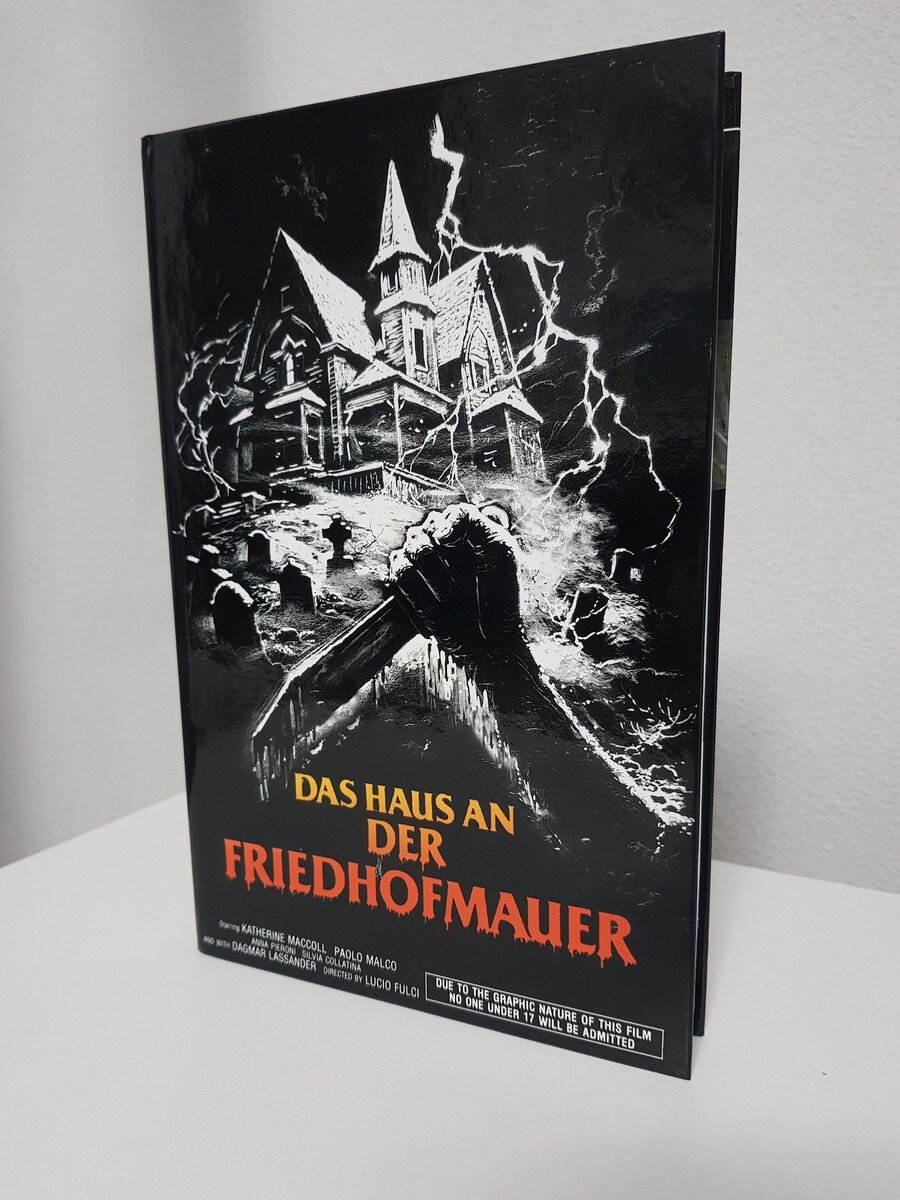 DAS HAUS AN
DER
FRIEDHOFMAUER
Starring KATHERINE MACCOLL PAOLO MALCO
ANNA PIERONI SILVIA COLLATINA
AND WITH DAGMAR LASSANDER DIRECTED BY LUCIO FULCI
DUE TO THE GRAPHIC NATURE OF THIS FILM
NO ONE UNDER 17 WILL BE ADMITTED